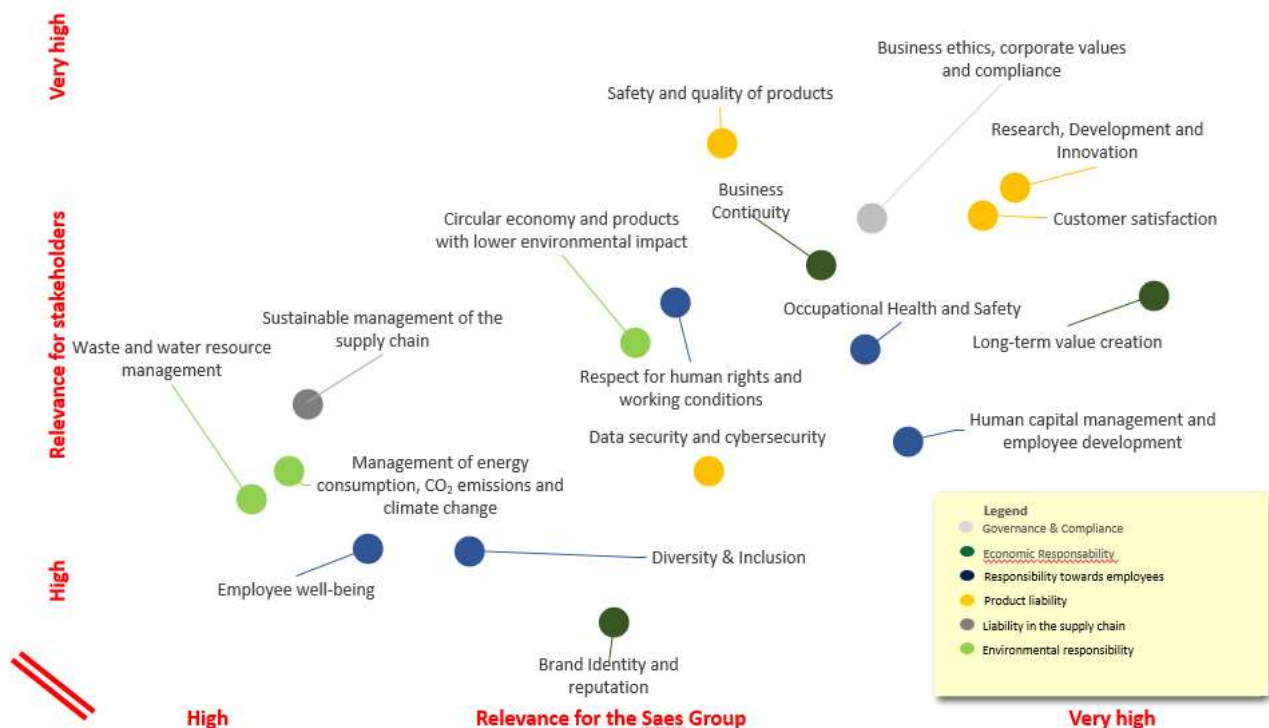 Very high
Business ethics, corporate values
and compliance
Safety and quality of products
Research, Development and
Innovation
Business
Continuity
Customer satisfaction
Circular economy and products
with lower environmental impact
Relevance for stakeholders
Sustainable management of the
supply chain
Occupational Health and Safety
Waste and water resource
management
Long-term value creation
Respect for human rights and
working conditions
Human capital management and
employee development
Data security and cybersecurity
Management of energy
consumption, CO₂ emissions and
climate change
Diversity & Inclusion
Employee well-being
High
Brand Identity and
reputation
Legend
Governance & Compliance
Economic Responsability
Responsibility towards employees
Product liability
Liability in the supply chain
Environmental responsibility
High
Relevance for the Saes Group
Very high